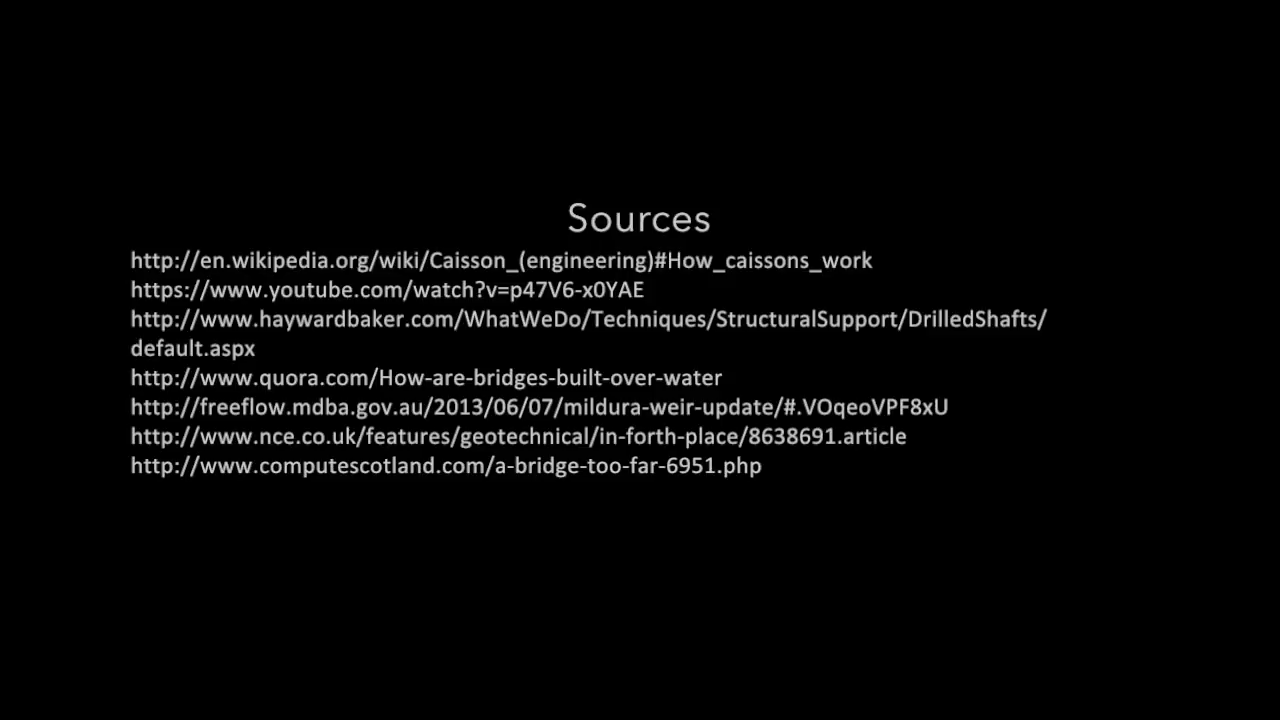 Sources
http://en.wikipedia.org/wiki/Caisson_(engineering)#How_caissons_work
https://www.youtube.com/watch?v=p47V6-x0YAE
http://www.haywardbaker.com/WhatWeDo/Techniques/StructuralSupport/DrilledShafts/
default.aspx
http://www.quora.com/How-are-bridges-built-over-water
http://freeflow.mdba.gov.au/2013/06/07/mildura-weir-update/#.VOqeoVPF8xU
http://www.nce.co.uk/features/geotechnical/in-forth-place/8638691.article
http://www.computescotland.com/a-bridge-too-far-6951.php